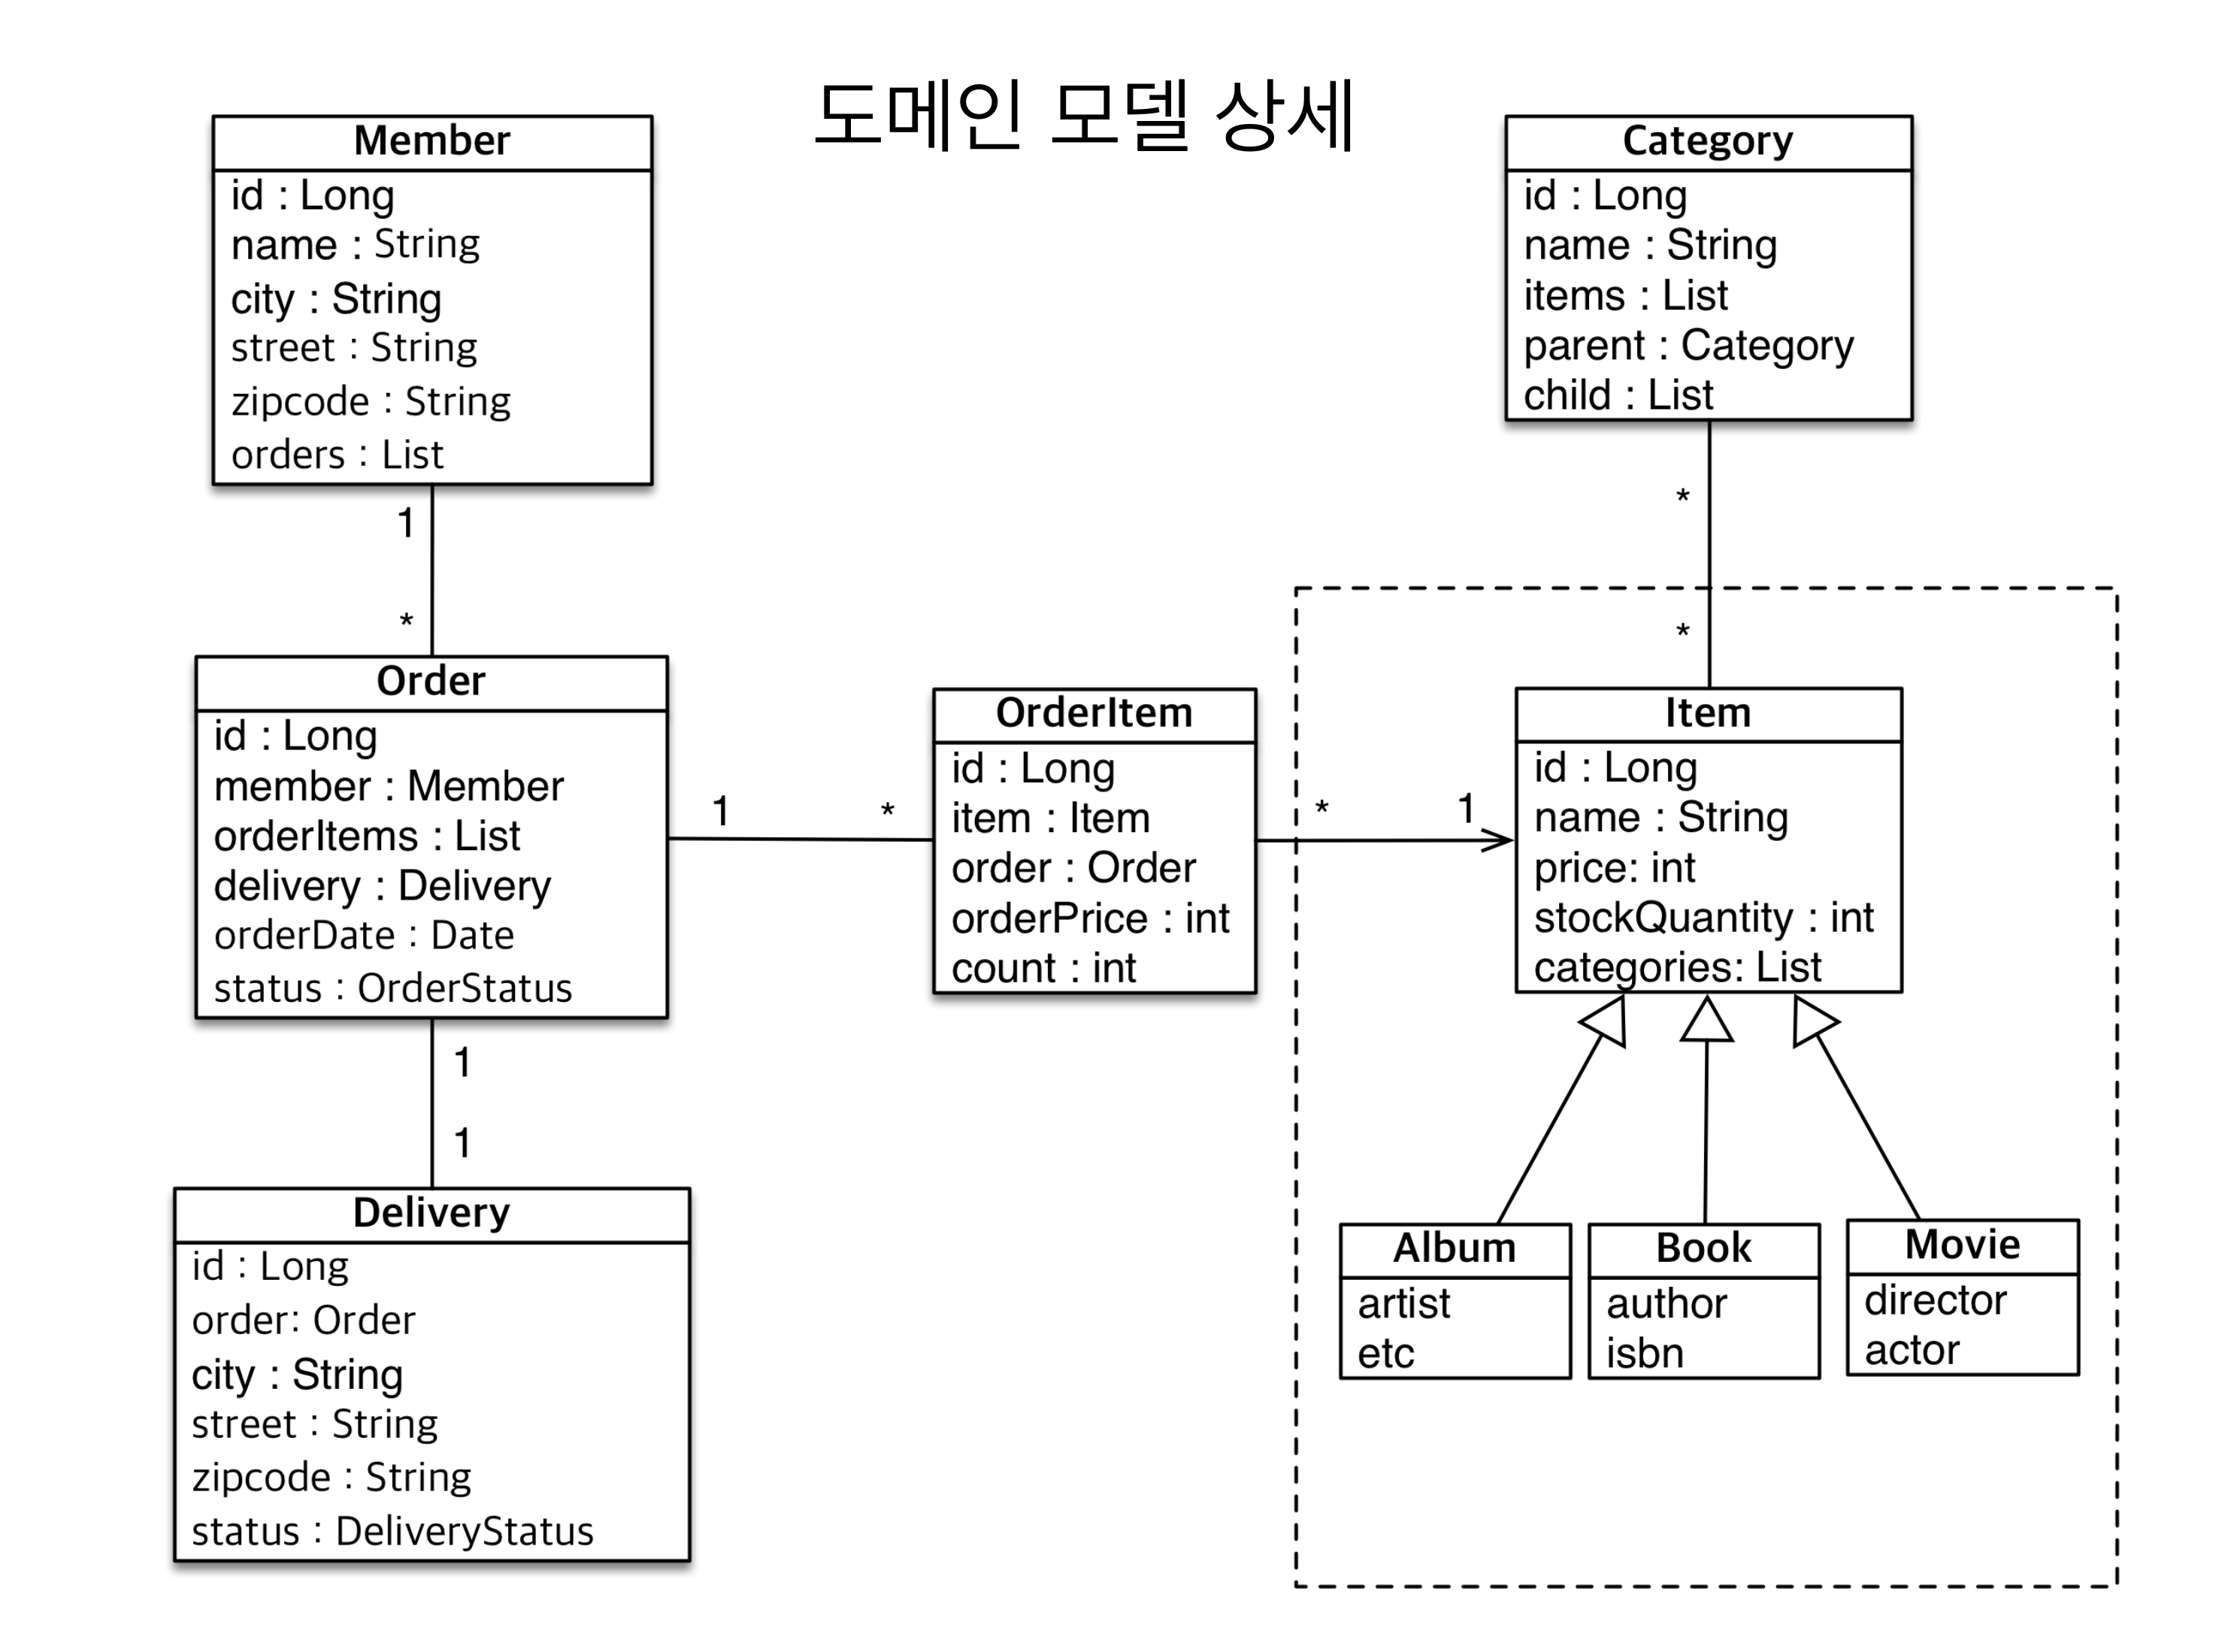 도메인 모델 상세
Member
id : Long
name : String
city : String
street : String
zipcode : String
orders : List
1
*
Order
id : Long
member : Member
orderItems : List
delivery : Delivery
orderDate : Date
status : OrderStatus
1
*
1
1
Delivery
id : Long
order: Order
city : String
street : String
zipcode : String
status : DeliveryStatus
OrderItem
id : Long
item : Item
order : Order
orderPrice : int
count : int
*
1
Category
id : Long
name : String
items : List
parent : Category
child : List
*
*
Item
id : Long
name : String
price: int
stockQuantity : int
categories: List
Album
artist
etc
Book
author
isbn
Movie
director
actor